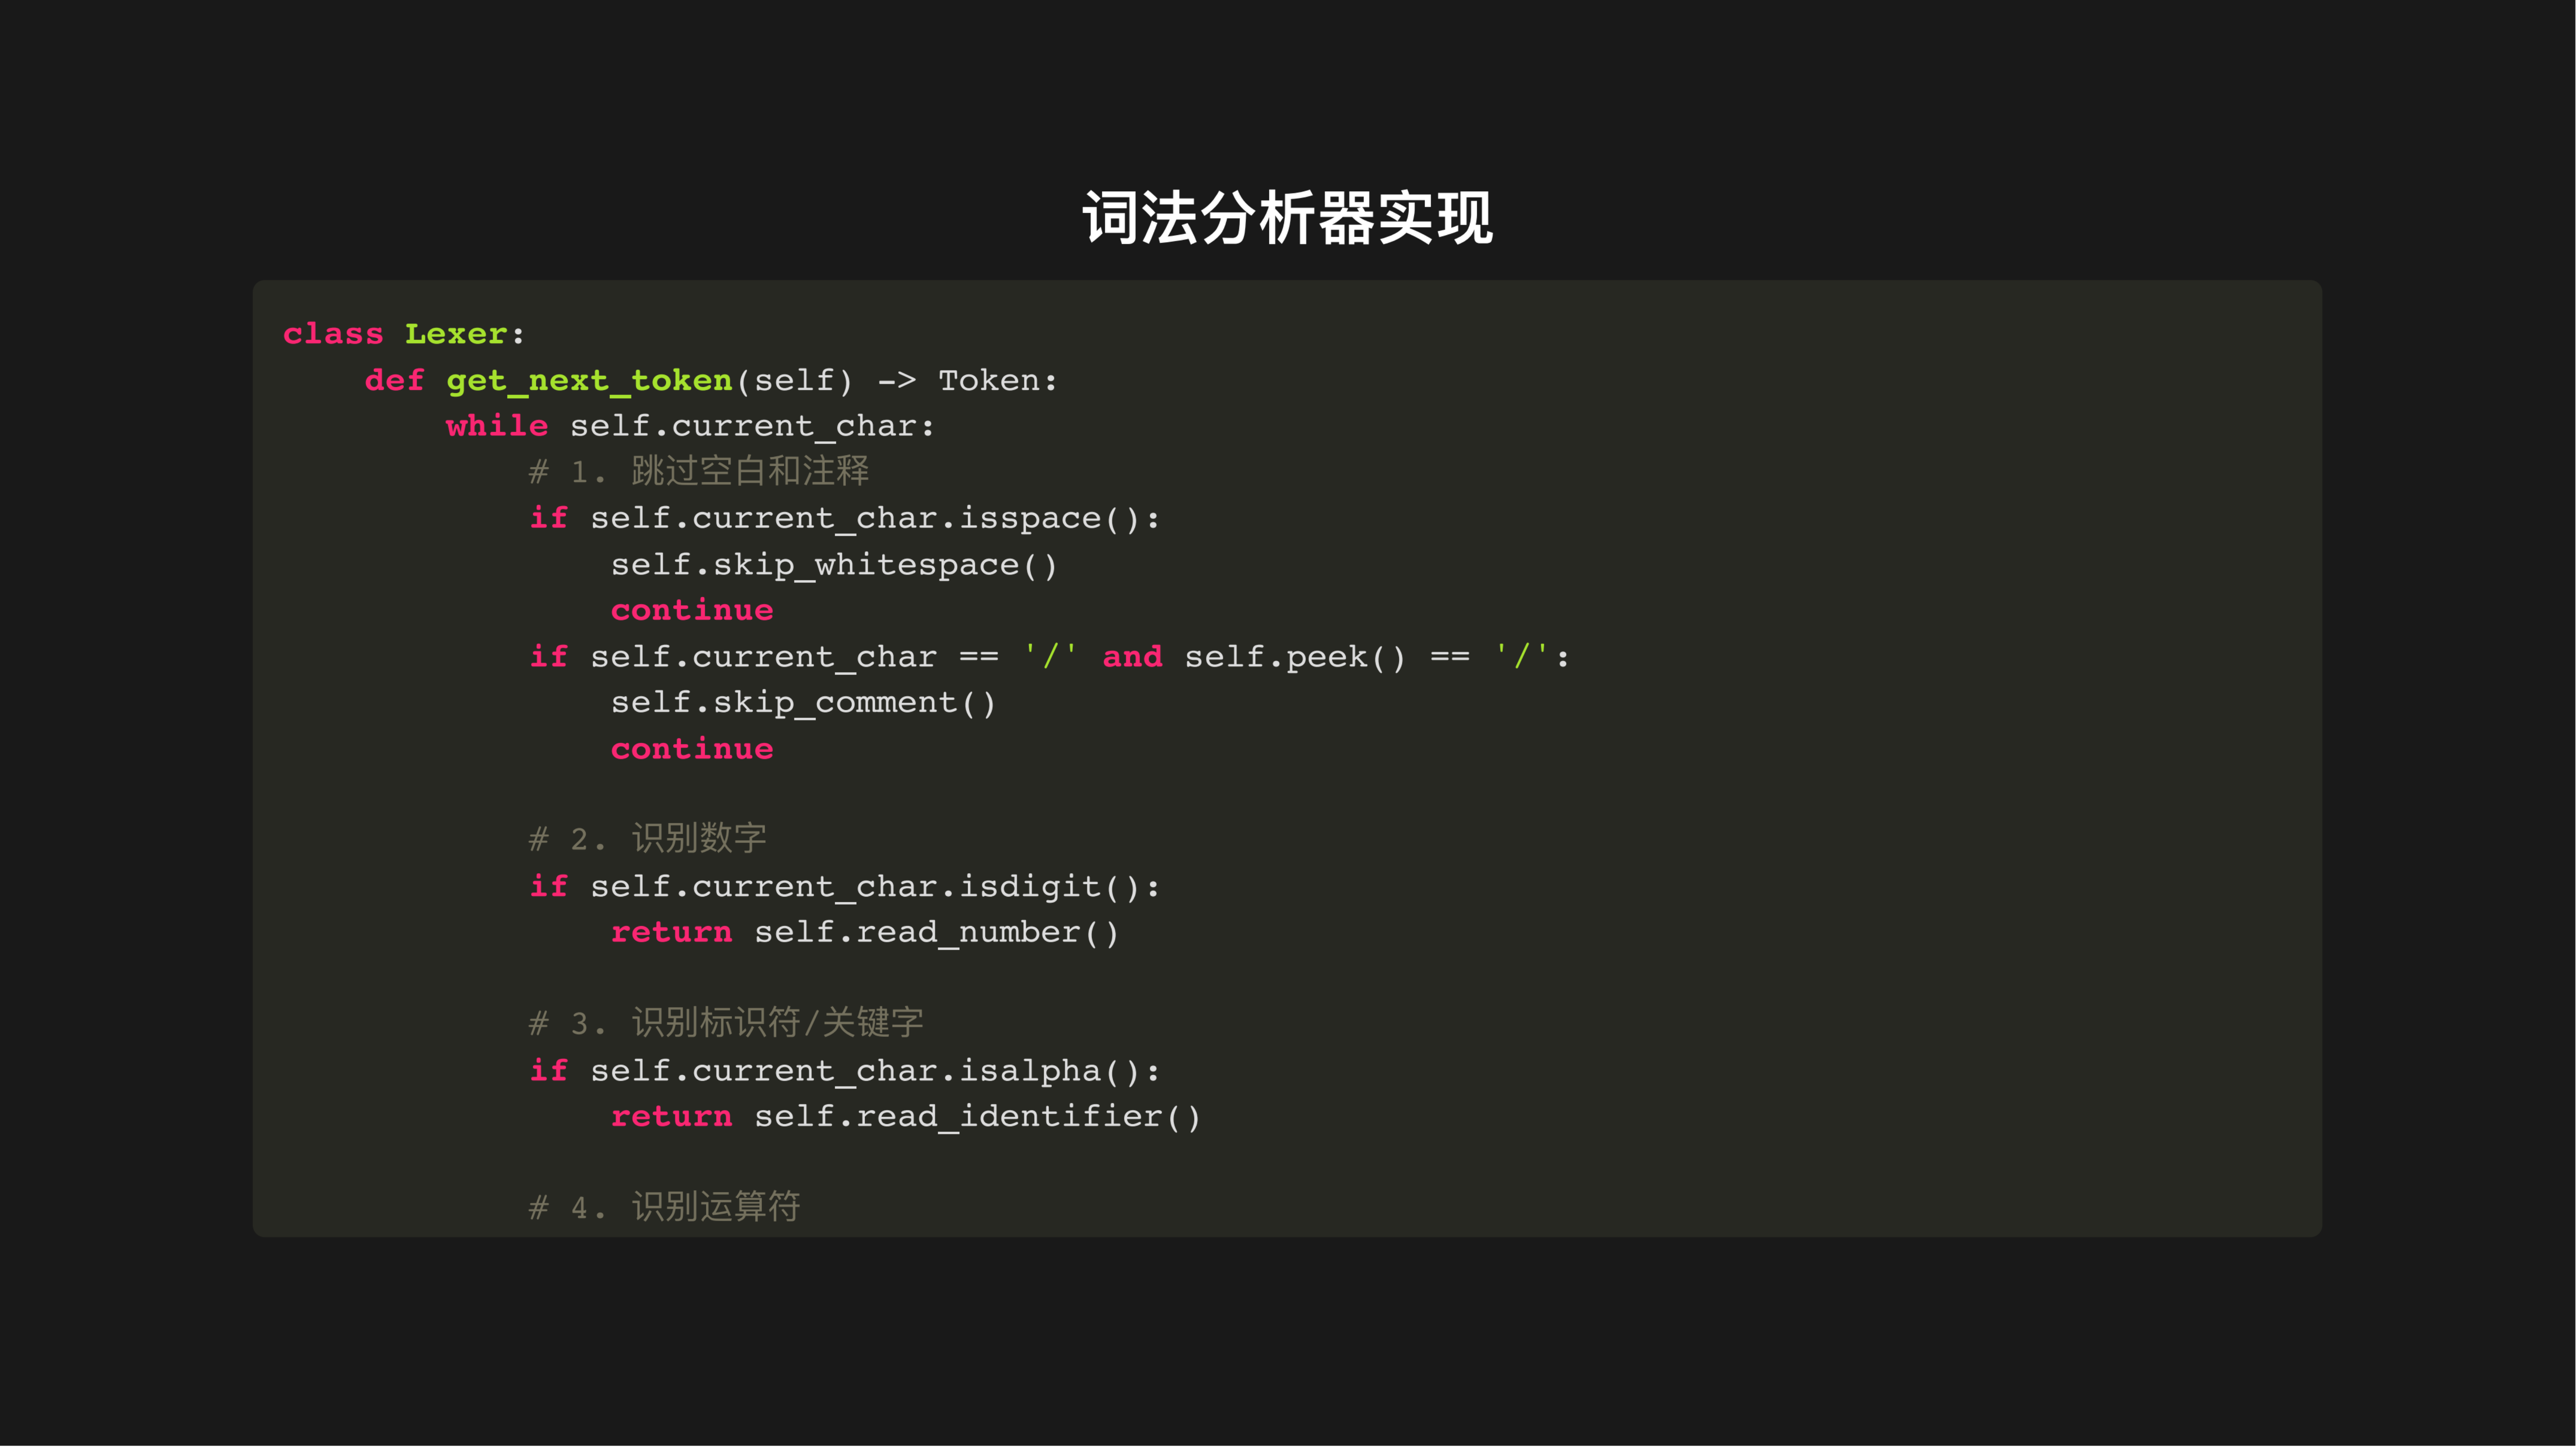 词法分析器实现
class Lexer:
    def get_next_token(self) -> Token:
        while self.current_char:
            # 1. 跳过空白和注释
            if self.current_char.isspace():
                self.skip_whitespace()
                continue
            if self.current_char == '/' and self.peek() == '/':
                self.skip_comment()
                continue

            # 2. 识别数字
            if self.current_char.isdigit():
                return self.read_number()

            # 3. 识别标识符/关键字
            if self.current_char.isalpha():
                return self.read_identifier()

            # 4. 识别运算符